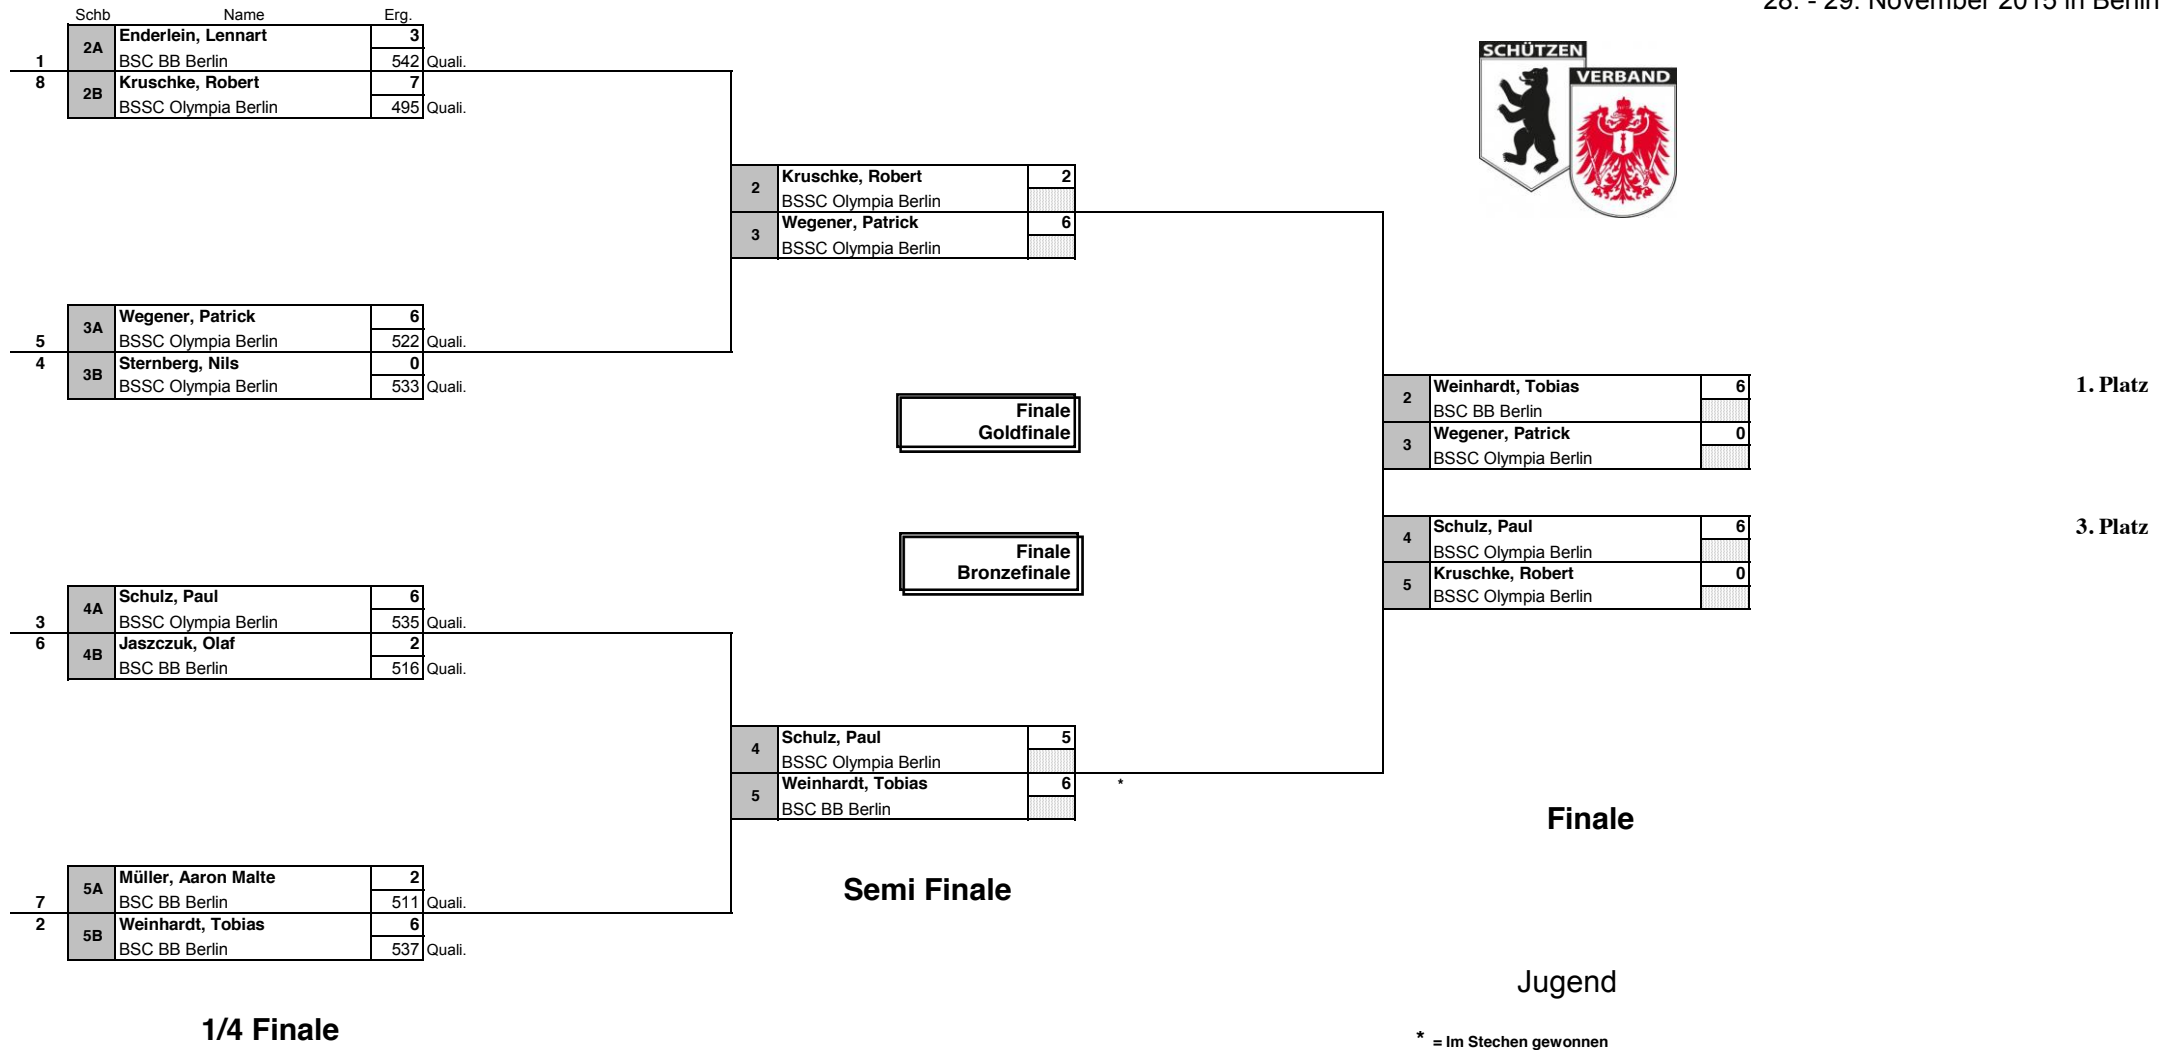 28. - 29. November 2015 in Berlin
Schb Name Erg.
2A Enderlein, Lennart 3
1 BSC BB Berlin 542 Quali.
8 2B Kruschke, Robert 7
BSSC Olympia Berlin 495 Quali.
SCHÜTZEN
VERBAND
2 Kruschke, Robert 2
BSSC Olympia Berlin
3 Wegener, Patrick 6
BSSC Olympia Berlin
3A Wegener, Patrick 6
5 BSSC Olympia Berlin 522 Quali.
4 3B Sternberg, Nils 0
BSSC Olympia Berlin 533 Quali.
Finale
Goldfinale
2 Weinhardt, Tobias 6 1. Platz
BSC BB Berlin
3 Wegener, Patrick 0
BSSC Olympia Berlin
Finale
Bronzefinale
4 Schulz, Paul 6 3. Platz
BSSC Olympia Berlin
5 Kruschke, Robert 0
BSSC Olympia Berlin
4A Schulz, Paul 6
3 BSSC Olympia Berlin 535 Quali.
6 4B Jaszczuk, Olaf 2
BSC BB Berlin 516 Quali.
4 Schulz, Paul 5
BSSC Olympia Berlin
5 Weinhardt, Tobias 6 *
BSC BB Berlin
Finale
5A Müller, Aaron Malte 2
7 BSC BB Berlin 511 Quali.
2 5B Weinhardt, Tobias 6
BSC BB Berlin 537 Quali.
Semi Finale
Jugend
1/4 Finale
* = Im Stechen gewonnen